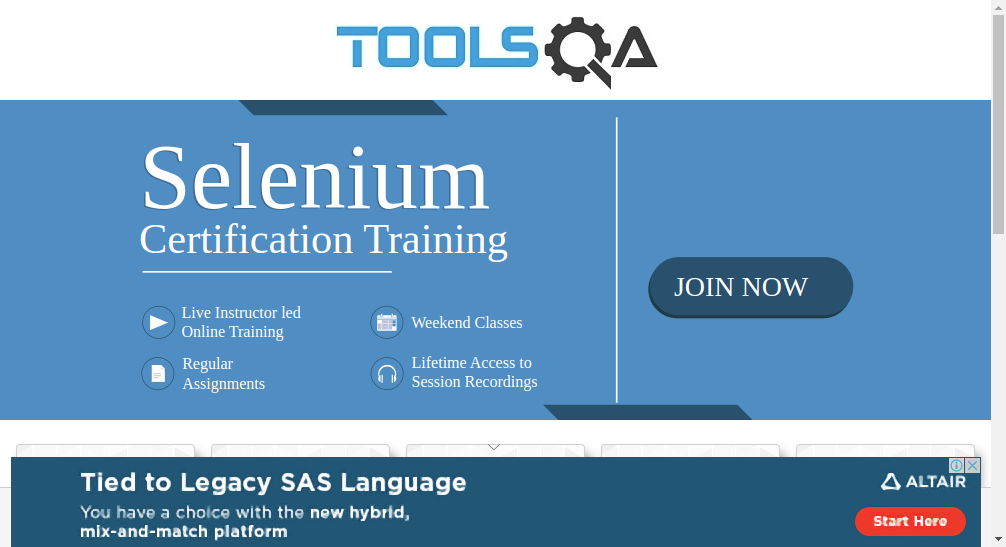 TOOLSQA
Selenium
Certification Training
JOIN NOW
Live Instructor led
Online Training
Weekend Classes
Regular
Assignments
Lifetime Access to
Session Recordings
Tied to Legacy SAS Language
You have a choice with the new hybrid,
mix-and-match platform
ALTAIR
Start Here